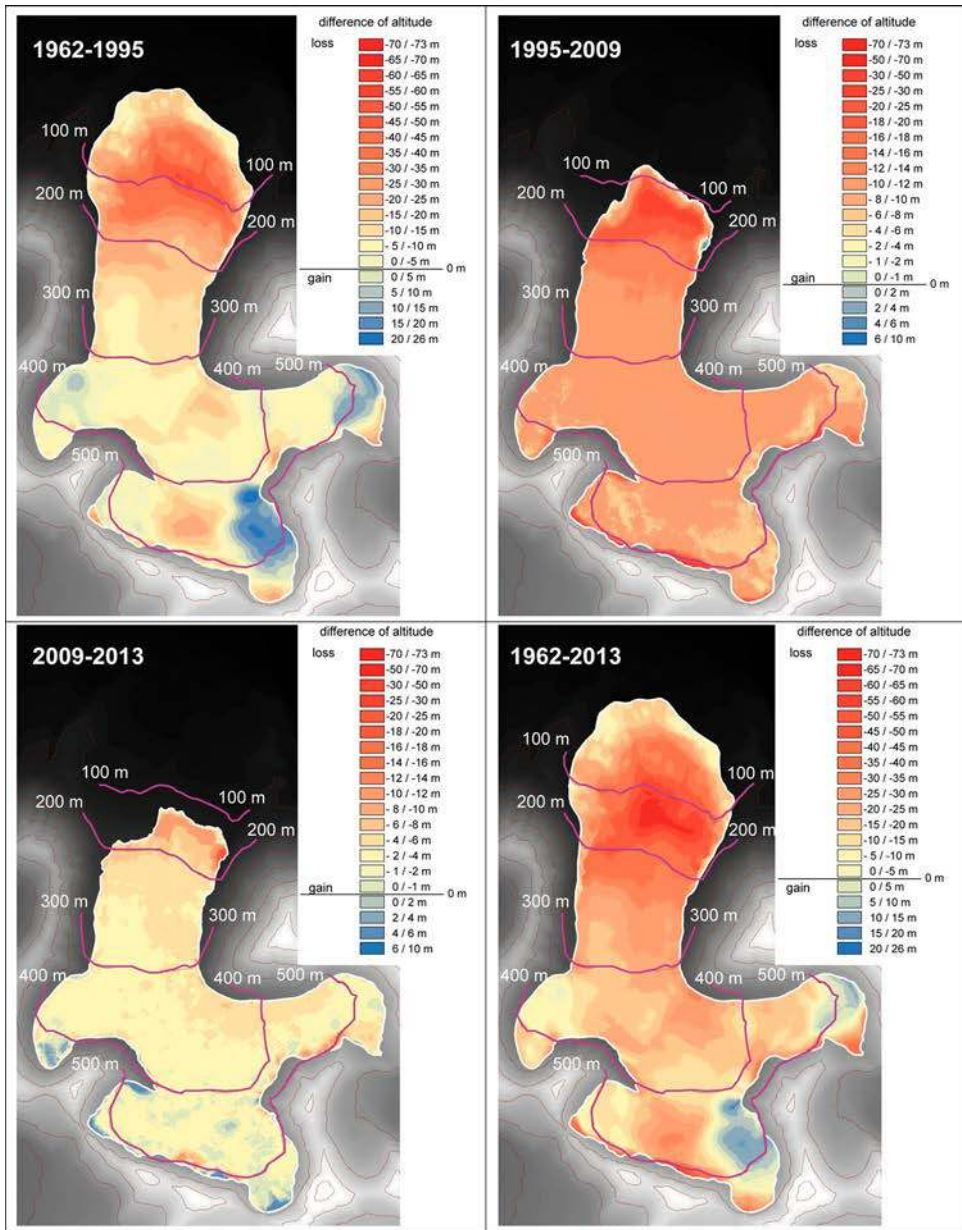 1962-1995
difference of altitude
loss
-70 / -73 m
-65 / -70 m
-60 / -65 m
-55 / -60 m
-50 / -55 m
-45 / -50 m
-40 / -45 m
-35 / -40 m
-30 / -35 m
-25 / -30 m
-20 / -25 m
-15 / -20 m
-10 / -15 m
- 5 / -10 m
0 / -5 m
0 m
gain
0 / 5 m
5 / 10 m
10 / 15 m
15 / 20 m
20 / 26 m
100 m
100 m
200 m
200 m
300 m
400 m
400 m
500 m
500 m
1995-2009
difference of altitude
loss
-70 / -73 m
-50 / -70 m
-30 / -50 m
-25 / -30 m
-20 / -25 m
-18 / -20 m
-16 / -18 m
-14 / -16 m
-12 / -14 m
-10 / -12 m
- 8 / -10 m
- 6 / -8 m
- 4 / -6 m
- 2 / -4 m
- 1 / -2 m
0 / -1 m
0 m
gain
0 / 2 m
2 / 4 m
4 / 6 m
6 / 10 m
100 m
100 m
200 m
200 m
300 m
400 m
400 m
500 m
500 m
2009-2013
difference of altitude
loss
-70 / -73 m
-50 / -70 m
-30 / -50 m
-25 / -30 m
-20 / -25 m
-18 / -20 m
-16 / -18 m
-14 / -16 m
-12 / -14 m
-10 / -12 m
- 8 / -10 m
- 6 / -8 m
- 4 / -6 m
- 2 / -4 m
- 1 / -2 m
0 / -1 m
0 m
gain
0 / 2 m
2 / 4 m
4 / 6 m
6 / 10 m
100 m
100 m
200 m
200 m
300 m
400 m
400 m
500 m
500 m
1962-2013
difference of altitude
loss
-70 / -73 m
-65 / -70 m
-60 / -65 m
-55 / -60 m
-50 / -55 m
-45 / -50 m
-40 / -45 m
-35 / -40 m
-30 / -35 m
-25 / -30 m
-20 / -25 m
-15 / -20 m
-10 / -15 m
- 5 / -10 m
0 / -5 m
0 m
gain
0 / 5 m
5 / 10 m
10 / 15 m
15 / 20 m
20 / 26 m
100 m
100 m
200 m
200 m
300 m
400 m
400 m
500 m
500 m